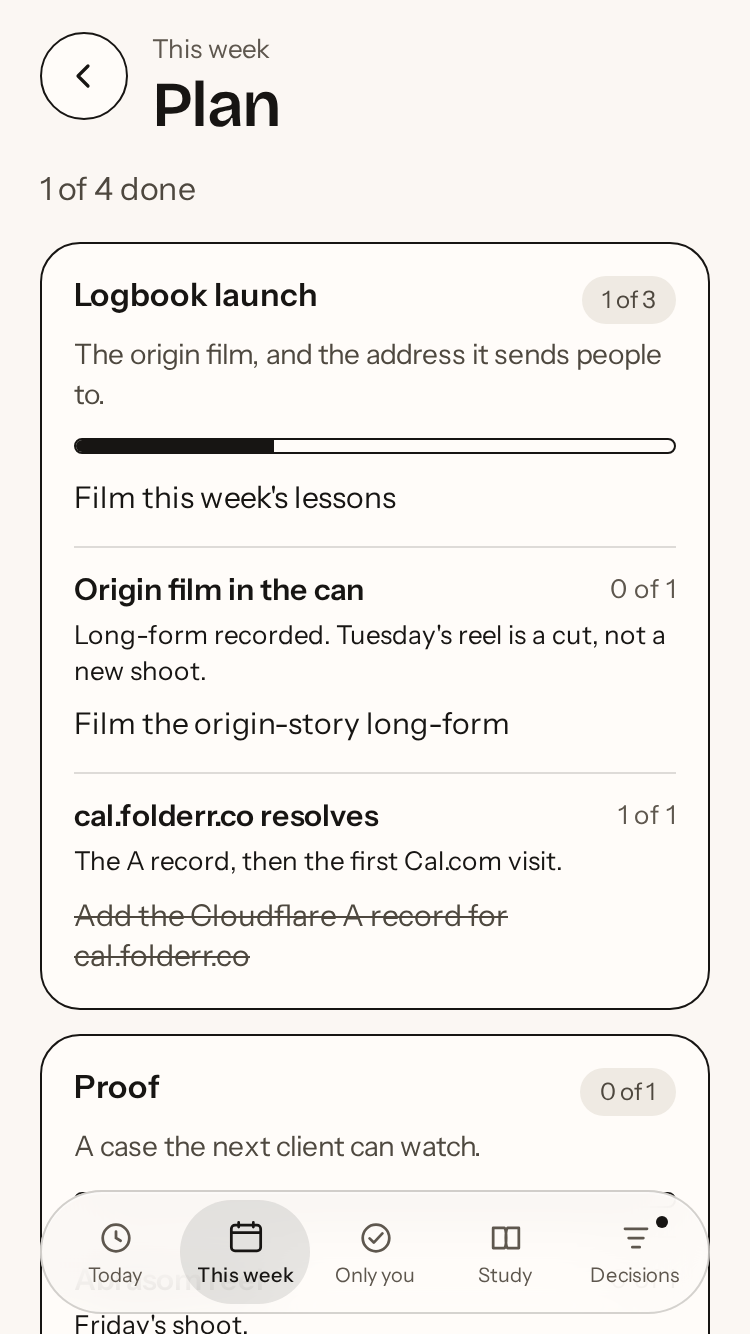 This week
Plan
1 of 4 done
Logbook launch
1 of 3
The origin film, and the address it sends people
to.
Film this week's lessons
Origin film in the can
0 of 1
Long-form recorded. Tuesday's reel is a cut, not a
new shoot.
Film the origin-story long-form
cal.folderr.co resolves
1 of 1
The A record, then the first Cal.com visit.
Add the Cloudflare A record for
cal.folderr.co
Proof
0 of 1
A case the next client can watch.
Today
This week
Only you
Study
Decisions
Friday's shoot.